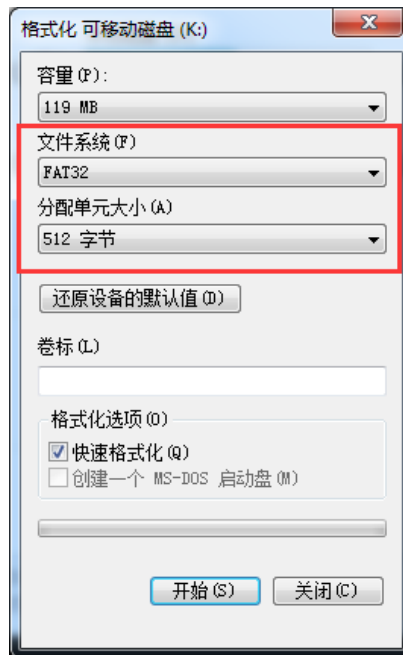 格式化 可移动磁盘 (K:)
容量(P):
119 MB
文件系统(F)
FAT32
分配单元大小(A)
512 字节
还原设备的默认值(D)
卷标(L)
格式化选项(O)
快速格式化(Q)
创建一个 MS-DOS 启动盘(M)
开始(S) 关闭(C)